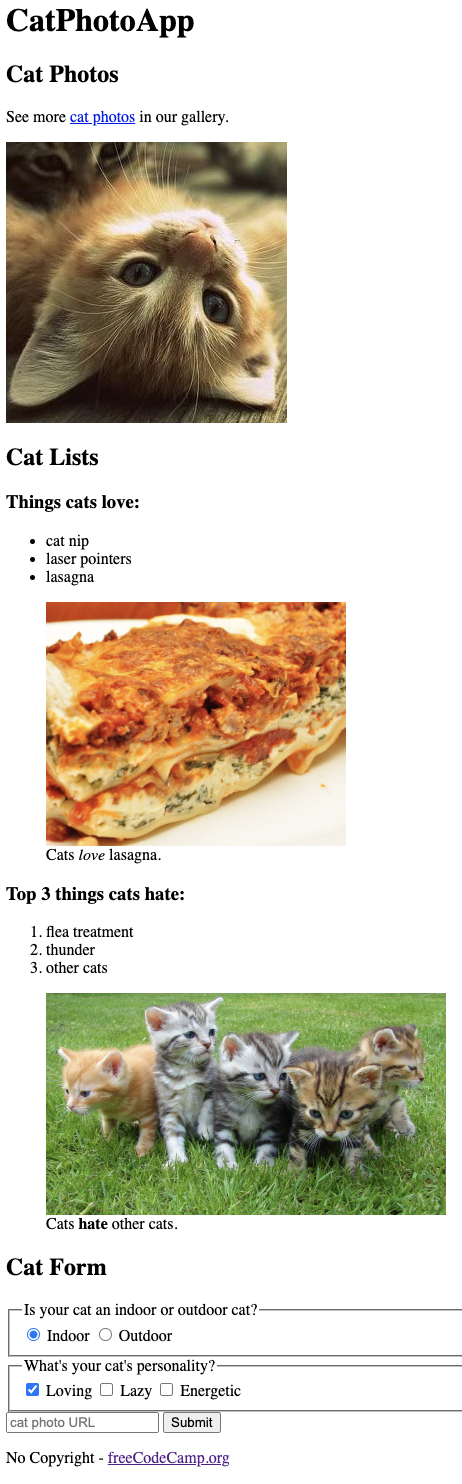 CatPhotoApp
Cat Photos
See more cat photos in our gallery.
Cat Lists
Things cats love:
• cat nip
• laser pointers
• lasagna
Cats love lasagna.
Top 3 things cats hate:
1. flea treatment
2. thunder
3. other cats
Cats hate other cats.
Cat Form
Is your cat an indoor or outdoor cat?
Indoor Outdoor
What's your cat's personality?
Loving Lazy Energetic
cat photo URL Submit
No Copyright - freeCodeCamp.org